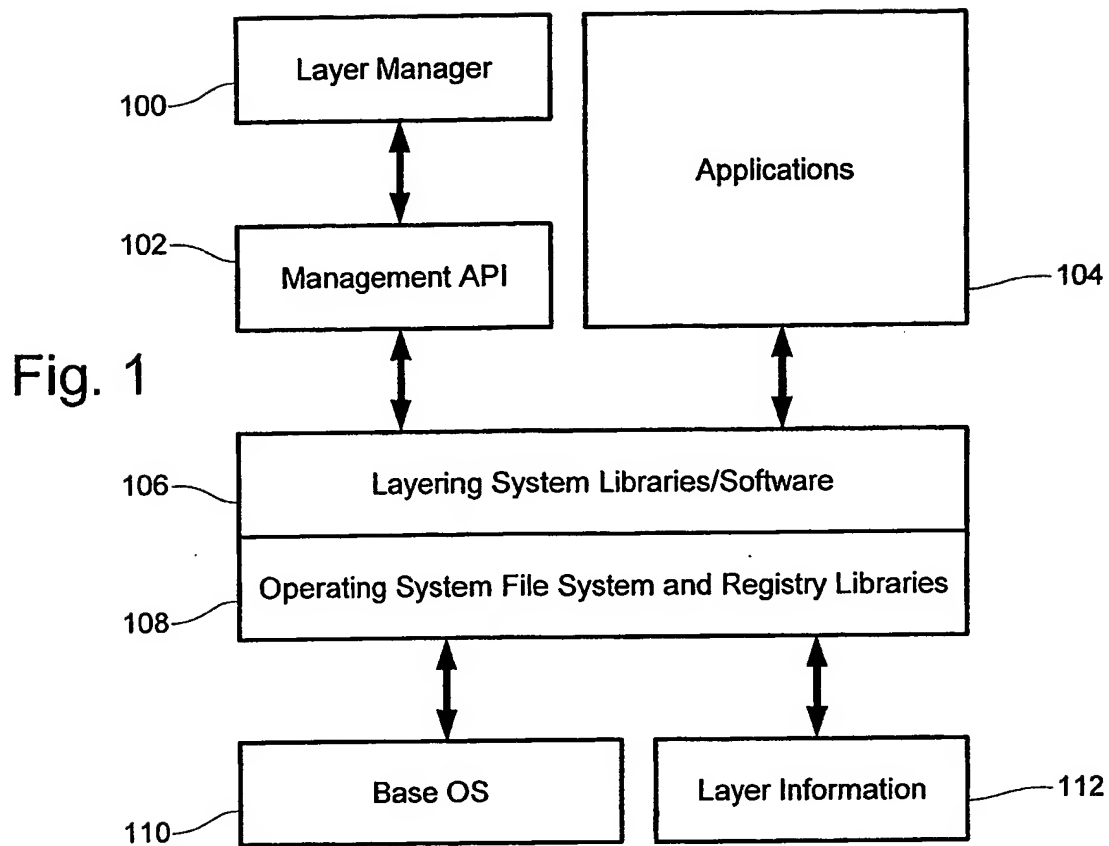 Layer Manager
100
Applications
102
Management API
104
Fig. 1
106
Layering System Libraries/Software
Operating System File System and Registry Libraries
108
Base OS
110
Layer Information
112